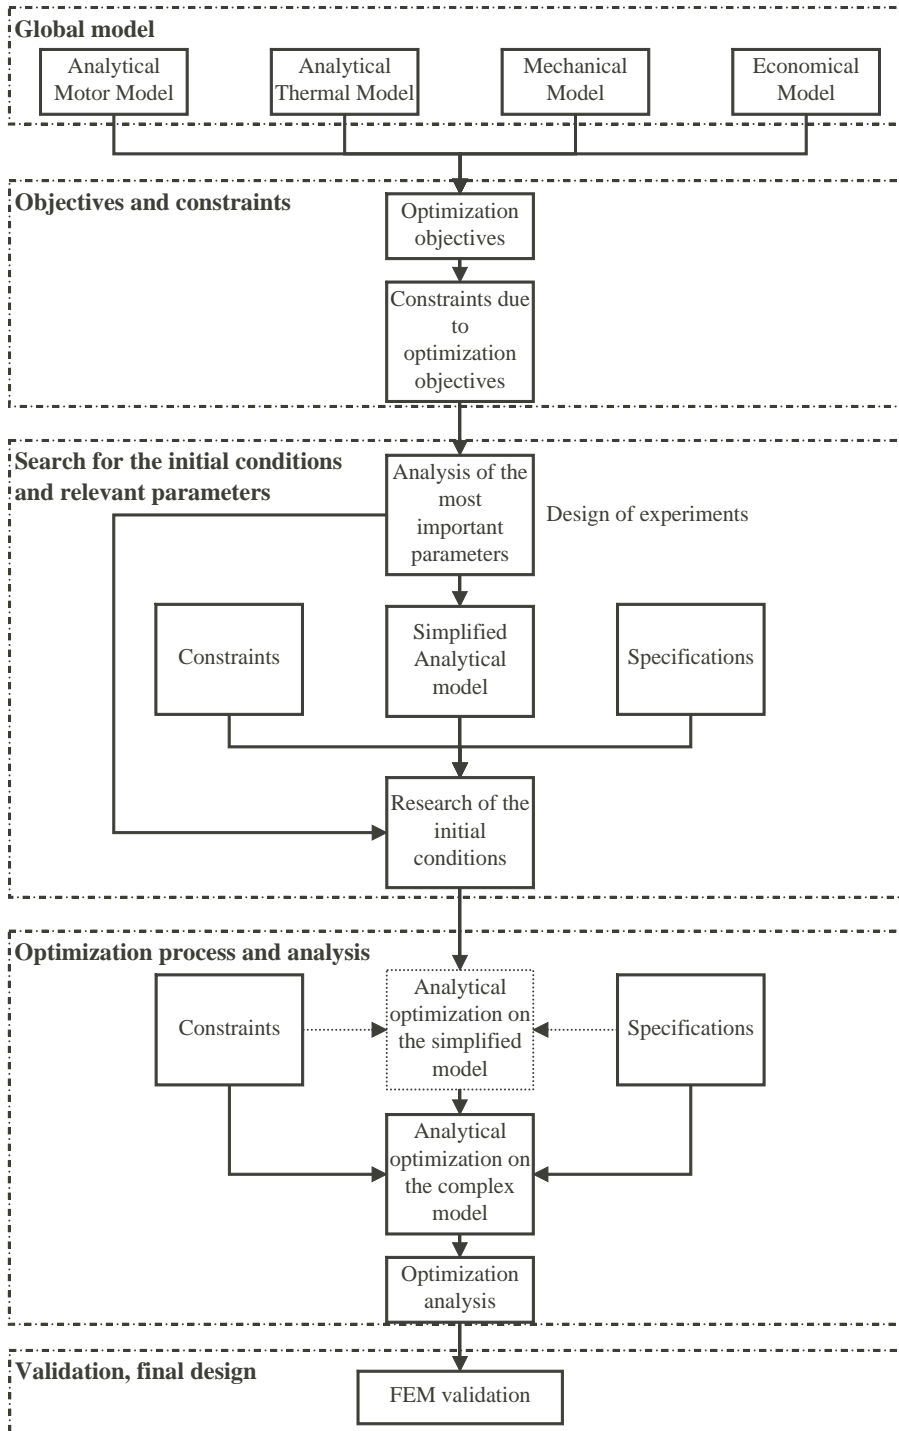 Global model
Analytical
Motor Model
Analytical
Thermal Model
Mechanical
Model
Economical
Model
Objectives and constraints
Optimization
objectives
Constraints due
to
optimization
objectives
Search for the initial conditions
and relevant parameters
Analysis of the
most
important
parameters
Design of experiments
Constraints
Simplified
Analytical
model
Specifications
Research of the
initial
conditions
Optimization process and analysis
Constraints
Analytical
optimization on
the simplified
model
Specifications
Analytical
optimization on
the complex
model
Optimization
analysis
Validation, final design
FEM validation